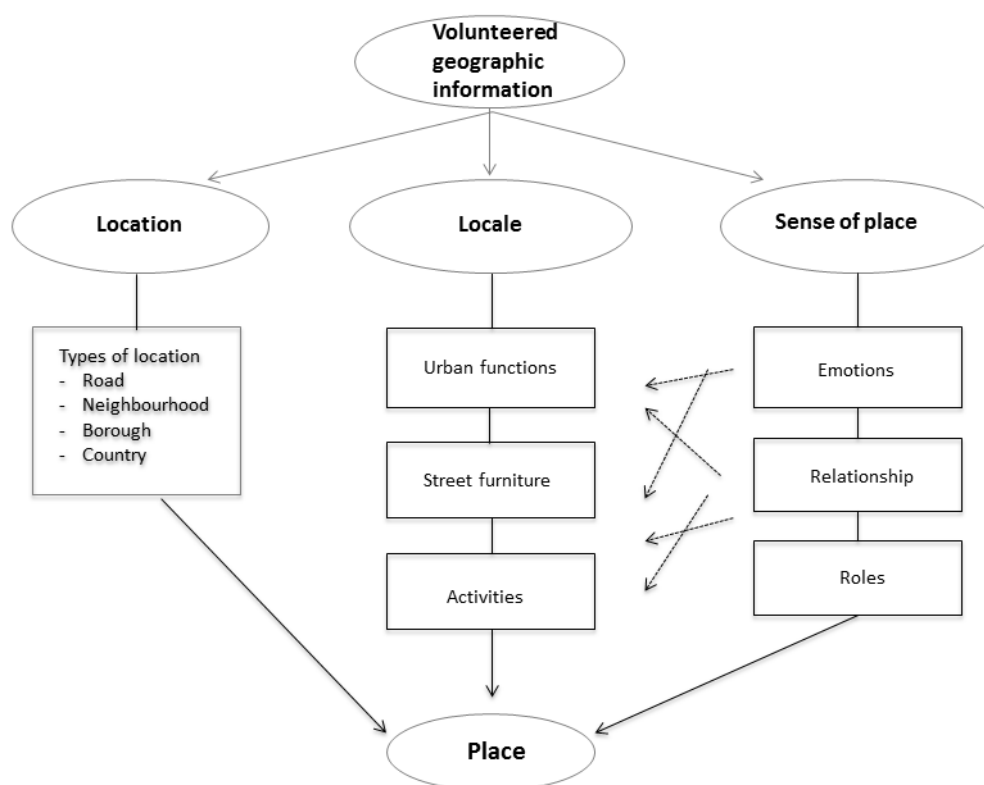 Volunteered
geographic
information
Location
Locale
Sense of place
Types of location
- Road
- Neighbourhood
- Borough
- Country
Urban functions
Street furniture
Activities
Emotions
Relationship
Roles
Place